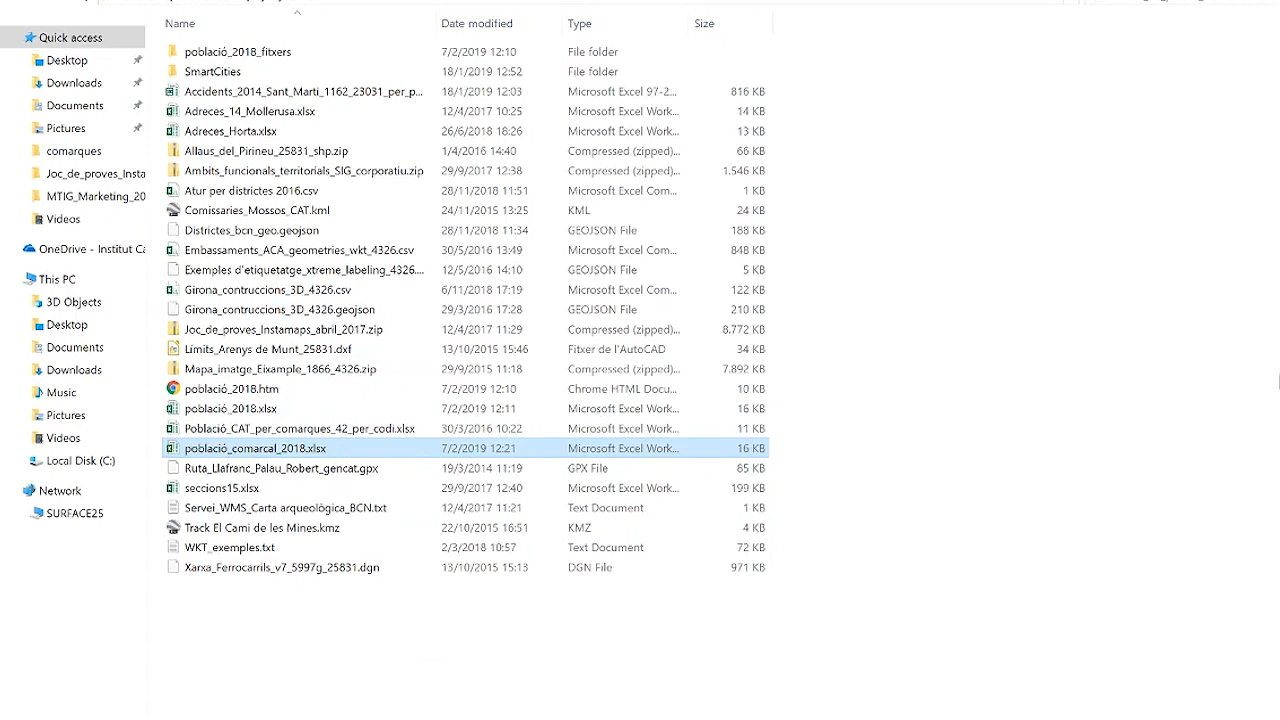 Name Date modified Type Size
Quick access
Desktop
Downloads
Documents
Pictures
comarques
Joc_de_proves_Insta
MTIG_Marketing_20
Videos
OneDrive - Institut Ca
This PC
3D Objects
Desktop
Documents
Downloads
Music
Pictures
Videos
Local Disk (C:)
Network
SURFACE25
població_2018_fitxers 7/2/2019 12:10 File folder
SmartCities 18/1/2019 12:52 File folder
Accidents_2014_Sant_Marti_1162_23031_per_p... 18/1/2019 12:03 Microsoft Excel 97-2... 816 KB
Adreces_14_Mollerusa.xlsx 12/4/2017 10:25 Microsoft Excel Work... 14 KB
Adreces_Horta.xlsx 26/6/2018 18:26 Microsoft Excel Work... 13 KB
Allaus_del_Pirineu_25831_shp.zip 1/4/2016 14:40 Compressed (zipped)... 66 KB
Ambits_funcionals_territorials_SIG_corporatiu.zip 29/9/2017 12:38 Compressed (zipped)... 1.546 KB
Atur per districtes 2016.csv 28/11/2018 11:51 Microsoft Excel Com... 1 KB
Comissaries_Mossos_CAT.kml 24/11/2015 13:25 KML 24 KB
Districtes_bcn_geo.geojson 28/11/2018 11:34 GEOJSON File 188 KB
Embassaments_ACA_geometries_wkt_4326.csv 30/5/2016 13:49 Microsoft Excel Com... 848 KB
Exemples d'etiquetatge_xtreme_labeling_4326.... 12/5/2016 14:10 GEOJSON File 5 KB
Girona_contruccions_3D_4326.csv 6/11/2018 17:19 Microsoft Excel Com... 122 KB
Girona_contruccions_3D_4326.geojson 29/3/2016 17:28 GEOJSON File 210 KB
Joc_de_proves_Instamaps_abril_2017.zip 12/4/2017 11:29 Compressed (zipped)... 8.772 KB
Límits_Arenys de Munt_25831.dxf 13/10/2015 15:46 Fitxer de l'AutoCAD 34 KB
Mapa_imatge_Eixample_1866_4326.zip 29/9/2015 11:18 Compressed (zipped)... 7.892 KB
població_2018.htm 7/2/2019 12:10 Chrome HTML Docu... 10 KB
població_2018.xlsx 7/2/2019 12:11 Microsoft Excel Work... 16 KB
Població_CAT_per_comarques_42_per_codi.xlsx 30/3/2016 10:22 Microsoft Excel Work... 11 KB
població_comarcal_2018.xlsx 7/2/2019 12:21 Microsoft Excel Work... 16 KB
Ruta_Llafranc_Palau_Robert_gencat.gpx 19/3/2014 11:19 GPX File 85 KB
seccions15.xlsx 29/9/2017 12:40 Microsoft Excel Work... 199 KB
Servei_WMS_Carta arqueològica_BCN.txt 12/4/2017 11:21 Text Document 1 KB
Track El Cami de les Mines.kmz 22/10/2015 16:51 KMZ 4 KB
WKT_exemples.txt 2/3/2018 10:57 Text Document 72 KB
Xarxa_Ferrocarrils_v7_5997g_25831.dgn 13/10/2015 15:13 DGN File 971 KB